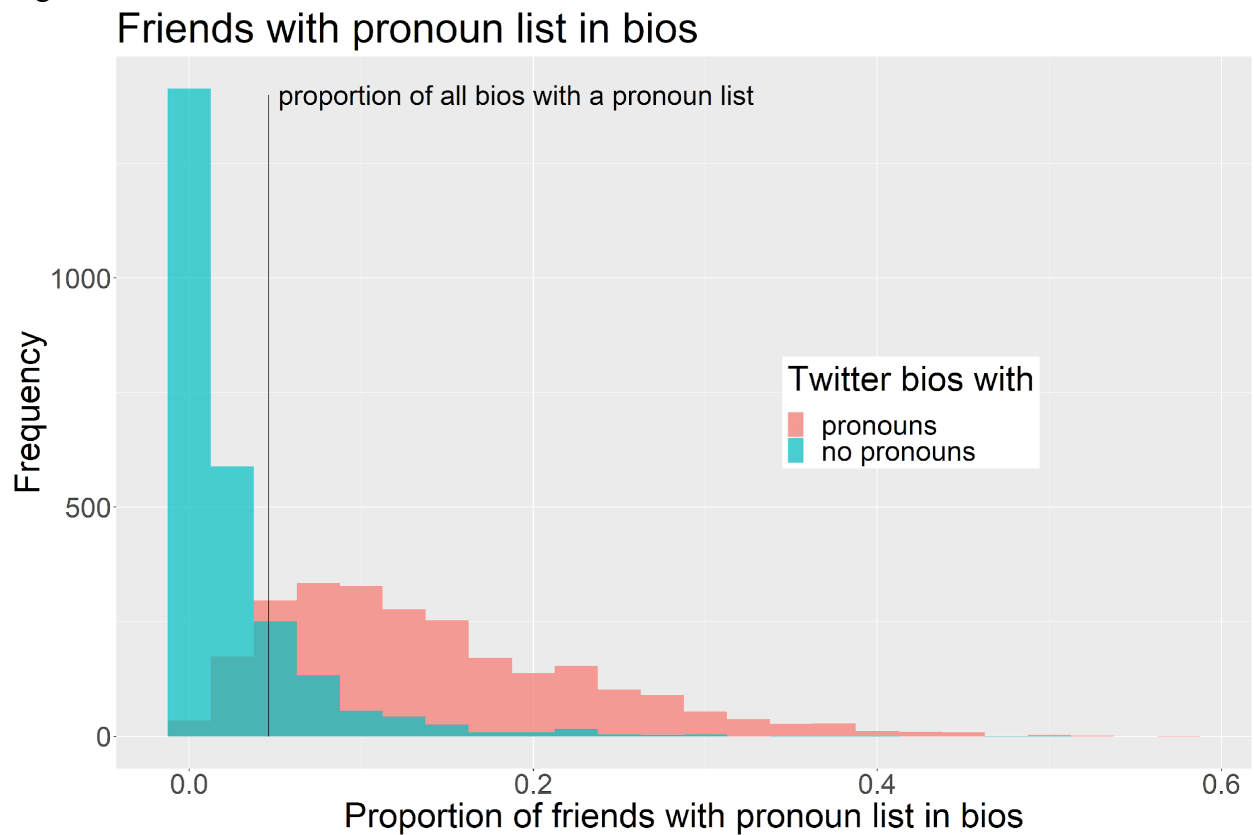 Friends with pronoun list in bios
proportion of all bios with a pronoun list
1000
500
0
Frequency
Twitter bios with
pronouns
no pronouns
0.0 0.2 0.4 0.6
Proportion of friends with pronoun list in bios